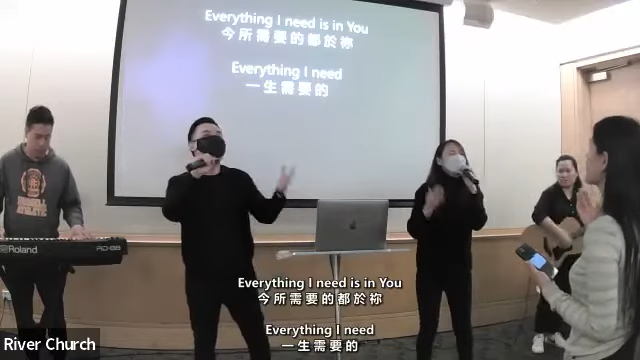 Everything I need is in You
今所需要的都於祢
Everything I need
一生需要的
Roland
RD-88
Everything I need is in You
今所需要的都於祢
Everything I need
一生需要的
River Church